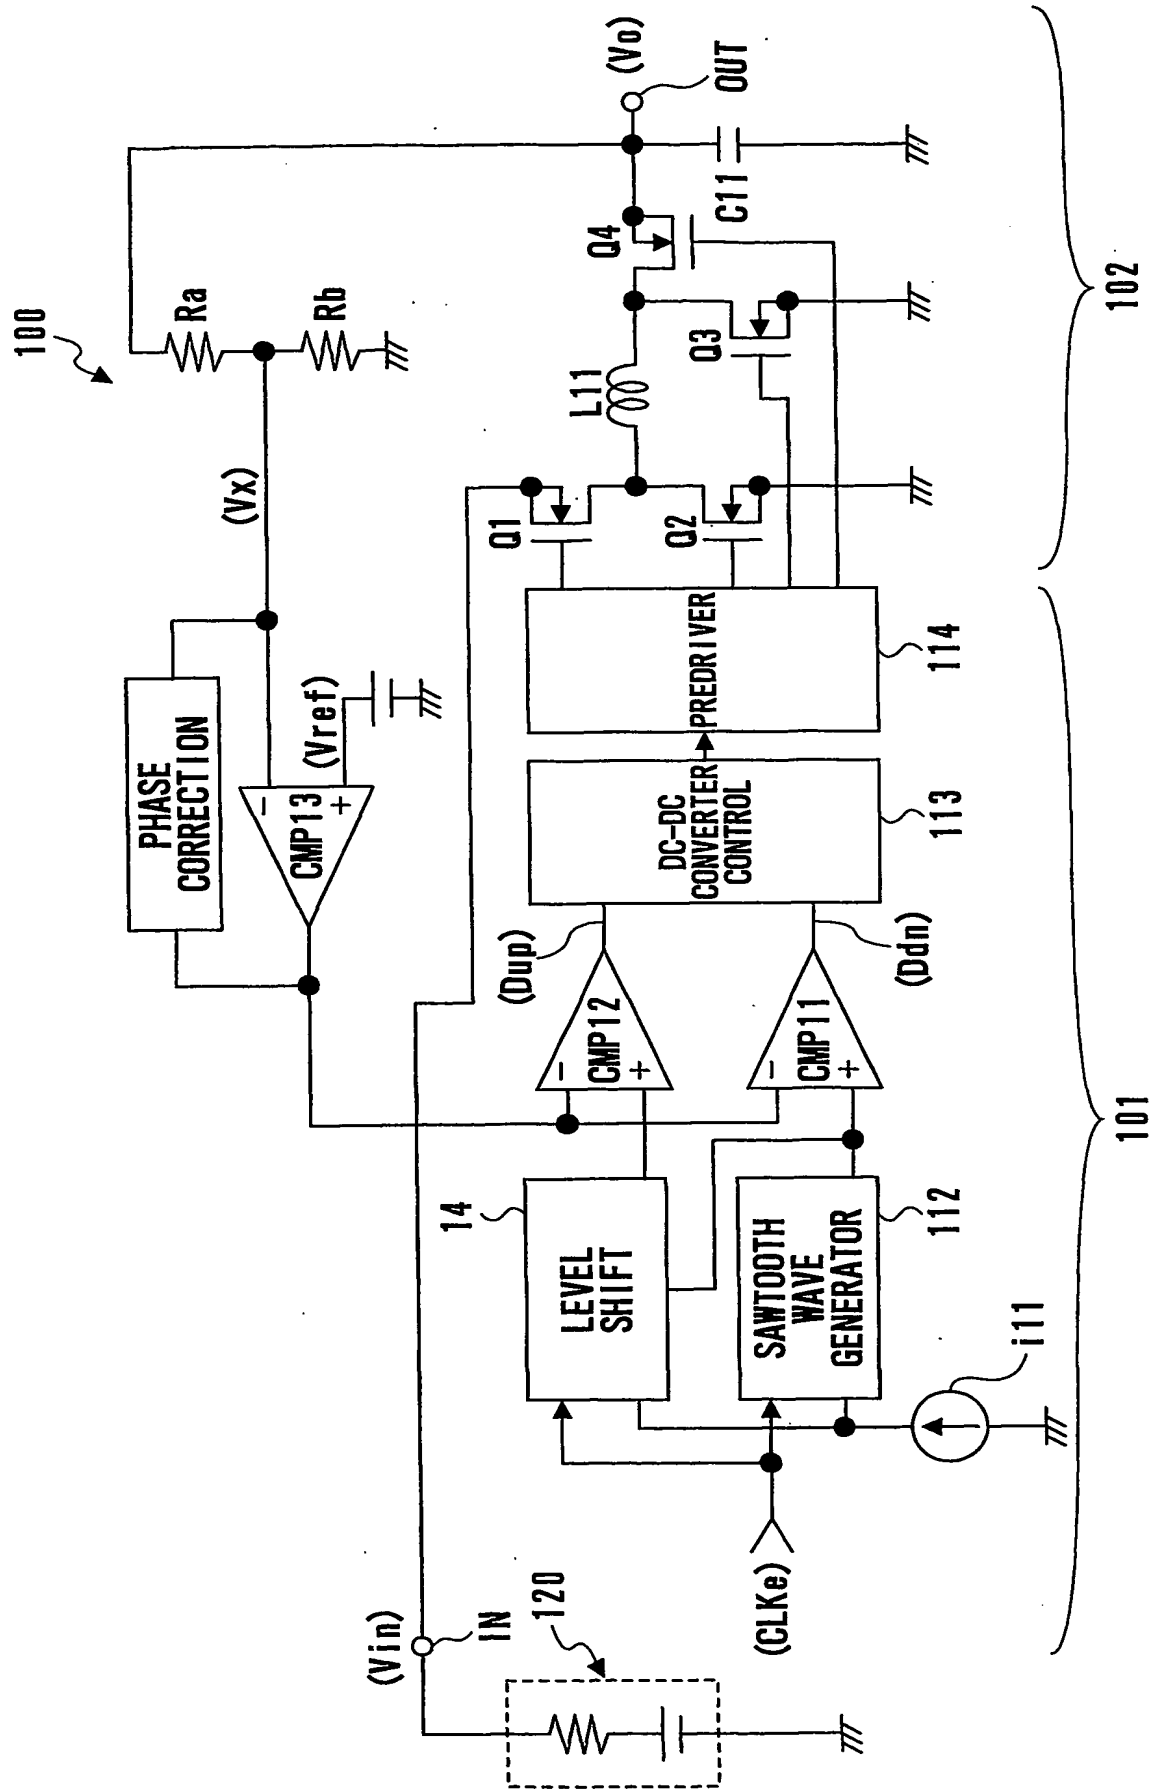 100
(Vin)
IN
120
(CLKe)
i11
14
LEVEL
SHIFT
SAWTOOTH
WAVE
GENERATOR
112
PHASE
CORRECTION
-
CMP13
+
(Vref)
(Vx)
Ra
Rb
(Dup)
-
CMP12
+
(Ddn)
-
CMP11
+
DC-DC
CONVERTER
CONTROL
113
PREDRIVER
114
Q1
Q2
L11
Q3
Q4
C11
(Vo)
OUT
101
102